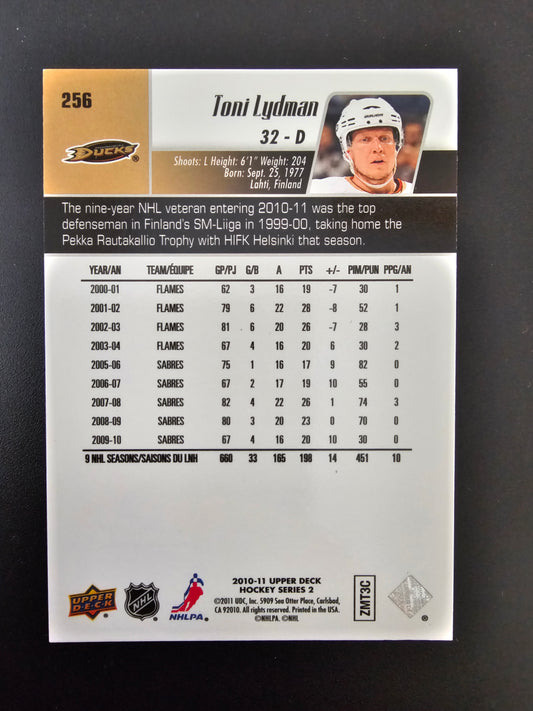 256
Toni Lydman
DUCKS ®
32 - D
Shoots: L Height: 6'1" Weight: 204
Born: Sept. 25, 1977
Lahti, Finland
The nine-year NHL veteran entering 2010-11 was the top
defenseman in Finland's SM-Liiga in 1999-00, taking home the
Pekka Rautakallio Trophy with HIFK Helsinki that season.
YEAR/AN TEAM/ÉQUIPE GP/PJ G/B A PTS +/- PIM/PUN PPG/AN
2000-01 FLAMES 62 3 16 19 -7 30 1
2001-02 FLAMES 79 6 22 28 -8 52 1
2002-03 FLAMES 81 6 20 26 -7 28 3
2003-04 FLAMES 67 4 16 20 6 30 2
2005-06 SABRES 75 1 16 17 9 82 0
2006-07 SABRES 67 2 17 19 10 55 0
2007-08 SABRES 82 4 22 26 1 74 3
2008-09 SABRES 80 3 20 23 0 70 0
2009-10 SABRES 67 4 16 20 10 30 0
9 NHL SEASONS/SAISONS DU LNH 660 33 165 198 14 451 10
UPPER DECK
NHL
NHLPA
2010-11 UPPER DECK
HOCKEY SERIES 2
©2011 UDC, Inc. 5909 Sea Otter Place, Carlsbad,
CA 92010. All rights reserved. Printed in the USA.
©NHLPA. ©NHL
ZMT3C
®